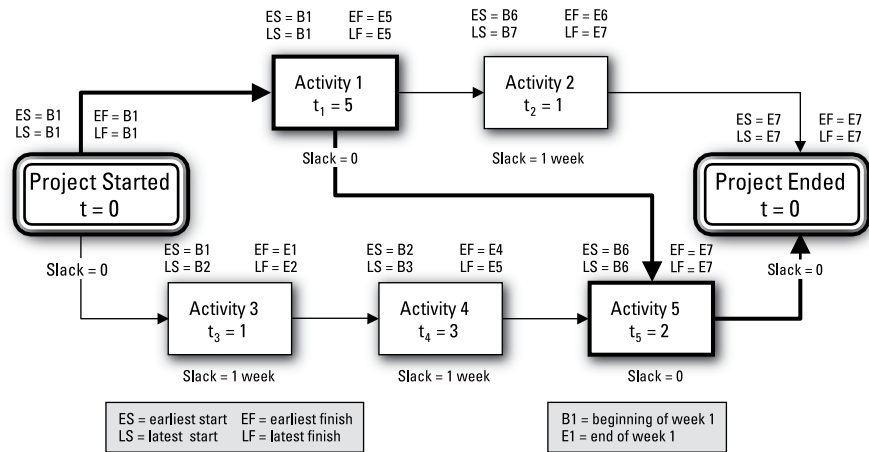 ES = B1 EF = E5
LS = B1 LF = E5
ES = B6 EF = E6
LS = B7 LF = E7
Activity 1
t1 = 5
Activity 2
t2 = 1
ES = B1 EF = B1
LS = B1 LF = B1
ES = E7 EF = E7
LS = E7 LF = E7
Slack = 0
Slack = 1 week
Project Started
t = 0
Project Ended
t = 0
Slack = 0
Slack = 0
ES = B1 EF = E1
LS = B2 LF = E2
ES = B2 EF = E4
LS = B3 LF = E5
ES = B6 EF = E7
LS = B6 LF = E7
Activity 3
t3 = 1
Activity 4
t4 = 3
Activity 5
t5 = 2
Slack = 1 week
Slack = 1 week
Slack = 0
ES = earliest start EF = earliest finish
LS = latest start LF = latest finish
B1 = beginning of week 1
E1 = end of week 1